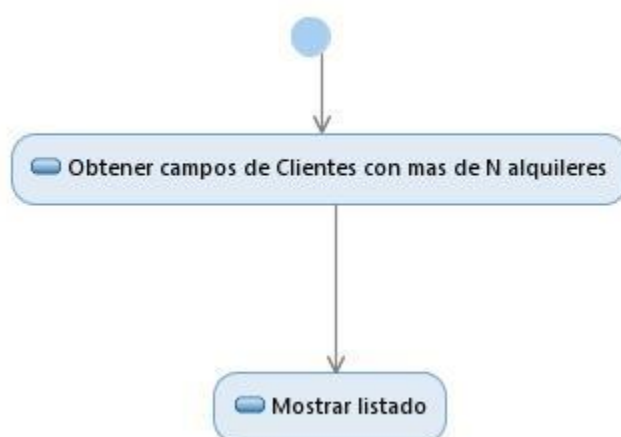 Obtener campos de Clientes con mas de N alquileres
Mostrar listado